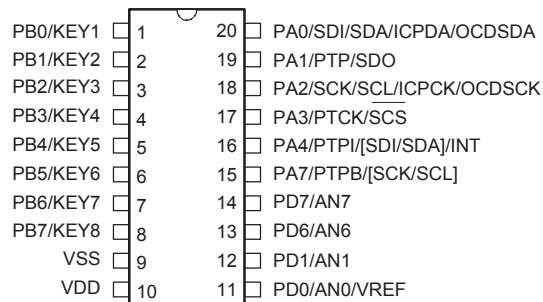 PB0/KEY1 1 20 PA0/SDI/SDA/ICPDA/OCDSDA
PB1/KEY2 2 19 PA1/PTP/SDO
PB2/KEY3 3 18 PA2/SCK/SCL/ICPCK/OCDSCK
PB3/KEY4 4 17 PA3/PTCK/SCS
PB4/KEY5 5 16 PA4/PTPI/[SDI/SDA]/INT
PB5/KEY6 6 15 PA7/PTPB/[SCK/SCL]
PB6/KEY7 7 14 PD7/AN7
PB7/KEY8 8 13 PD6/AN6
VSS 9 12 PD1/AN1
VDD 10 11 PD0/AN0/VREF